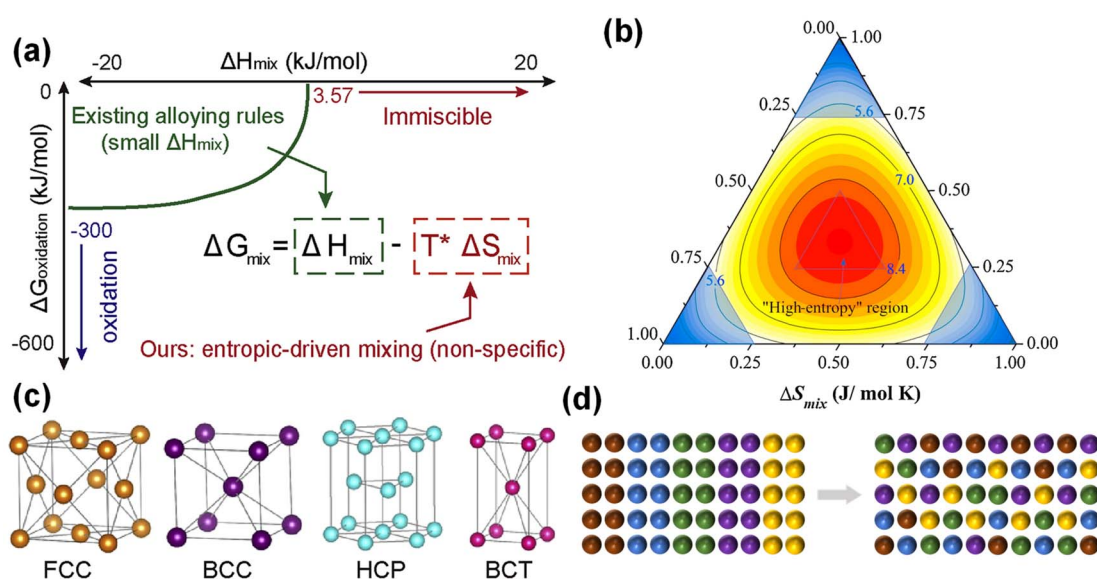 (a)
-20 ΔHmix (kJ/mol) 20
0
3.57
Immiscible
Existing alloying rules
(small ΔHmix)
ΔGoxidation (kJ/mol)
-300
oxidation
-600
ΔGmix = ΔHmix - T* ΔSmix
Ours: entropic-driven mixing (non-specific)
(b)
0.00
1.00
0.25
5.6
0.75
0.50
7.0
0.50
0.75
5.6
8.4
0.25
"High-entropy" region
1.00
0.00
0.00
0.25
0.50
0.75
1.00
ΔSmix (J/ mol K)
(c)
FCC
BCC
HCP
BCT
(d)